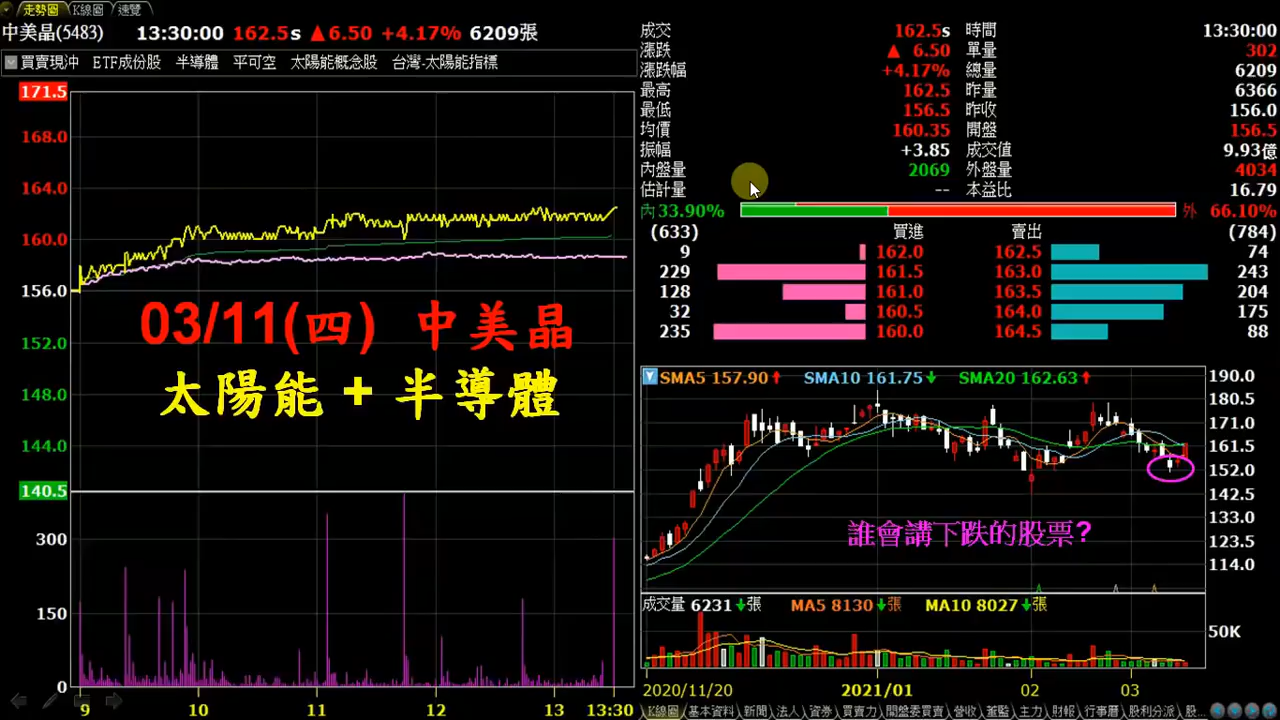 走勢圖 K線圖 速覽
中美晶(5483) 13:30:00 162.5s ▲6.50 +4.17% 6209張
買賣現沖 ETF成份股 半導體 平可空 太陽能概念股 台灣-太陽能指標
171.5
168.0
164.0
160.0
156.0
152.0
148.0
144.0
140.5
300
150
0
9 10 11 12 13 13:30
03/11(四) 中美晶
太陽能 + 半導體
成交 162.5s 時間 13:30:00
漲跌 ▲ 6.50 單量 302
漲跌幅 +4.17% 總量 6209
最高 162.5 昨量 6366
最低 156.5 昨收 156.0
均價 160.35 開盤 156.5
振幅 +3.85 成交值 9.93億
內盤量 2069 外盤量 4034
估計量 -- 本益比 16.79
內 33.90% 外 66.10%
(633) 買進 賣出 (784)
9 162.0 162.5 74
229 161.5 163.0 243
128 161.0 163.5 204
32 160.5 164.0 175
235 160.0 164.5 88
SMA5 157.90↑ SMA10 161.75↓ SMA20 162.63↑
190.0
180.5
171.0
161.5
152.0
142.5
133.0
123.5
114.0
誰會講下跌的股票?
成交量 6231↓張 MA5 8130↓張 MA10 8027↓張
50K
2020/11/20 2021/01 02 03
K線圖 基本資料 新聞 法人 資券 買賣力 開盤委買賣 營收 董監 主力 財報 行事曆 股利分派 股..